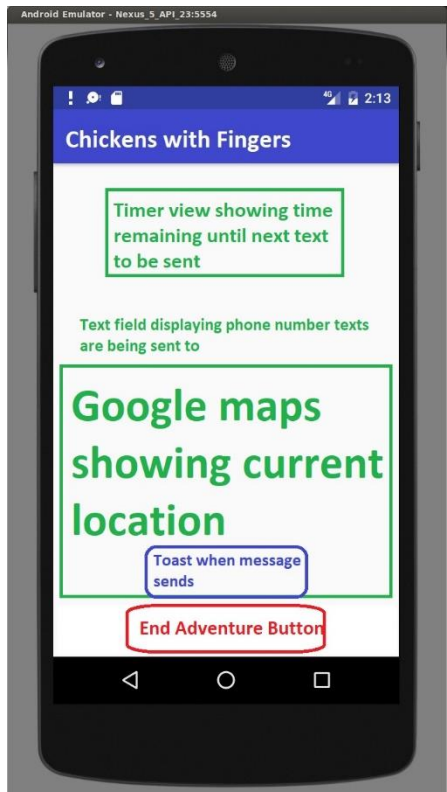 Android Emulator - Nexus_5_API_23:5554
4G 2:13
Chickens with Fingers
Timer view showing time
remaining until next text
to be sent
Text field displaying phone number texts
are being sent to
Google maps
showing current
location
Toast when message
sends
End Adventure Button